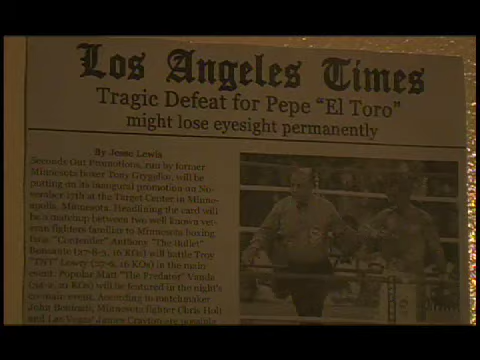 Los Angeles Times
Tragic Defeat for Pepe “El Toro”
might lose eyesight permanently
By Jesse Lewis
Seconds Out Promotions, run by former
Minnesota boxer Tony Grygelko, will be
putting on its inaugural promotion on No-
vember 17th at the Target Center in Minne-
apolis, Minnesota. Headlining the card will
be a matchup between two well known vet-
eran fighters familiar to Minnesota boxing
fans. "Contender" Anthony "The Bullet"
Bonsante (27-8-3, 16 KOs) will battle Troy
"TNT" Lowry (27-6, 16 KOs) in the main
event. Popular Matt "The Predator" Vanda
KOs) will be featured in the night's
event. According to matchmaker
John Bonham, Minnesota fighter Chris Holt
and Las Vegas' James Crayton are possible